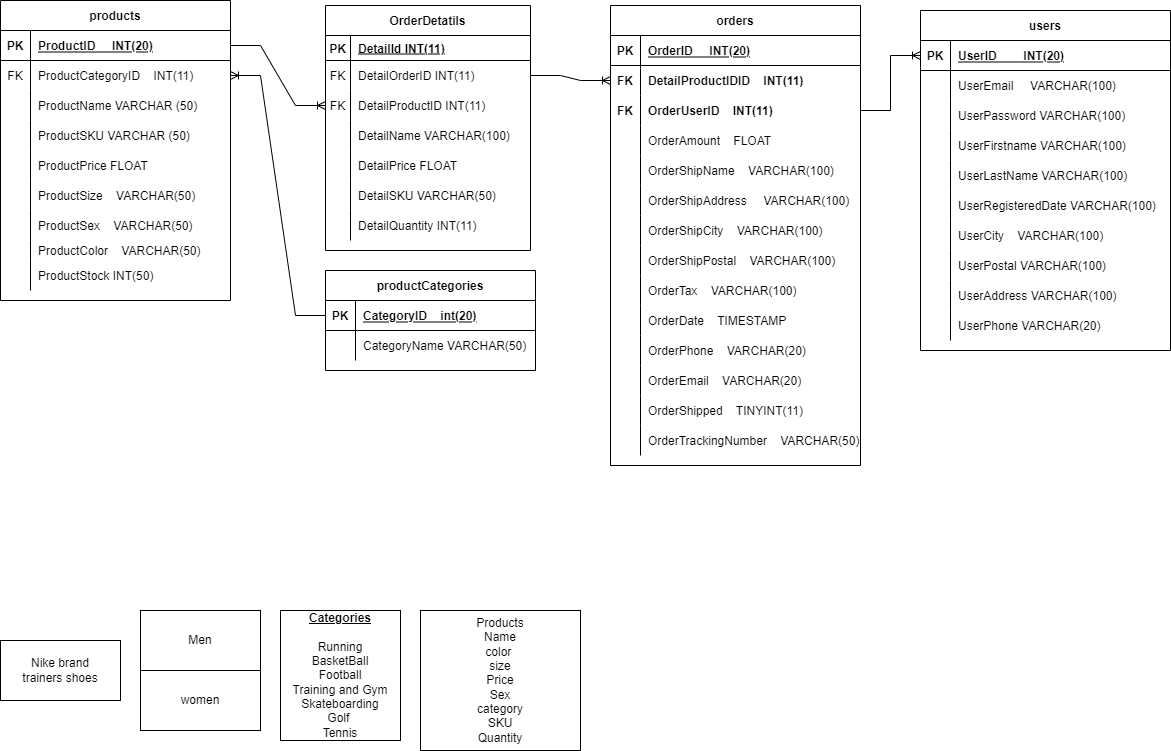 products
PK ProductID INT(20)
FK ProductCategoryID INT(11)
ProductName VARCHAR (50)
ProductSKU VARCHAR (50)
ProductPrice FLOAT
ProductSize VARCHAR(50)
ProductSex VARCHAR(50)
ProductColor VARCHAR(50)
ProductStock INT(50)
OrderDetatils
PK DetailId INT(11)
FK DetailOrderID INT(11)
FK DetailProductID INT(11)
DetailName VARCHAR(100)
DetailPrice FLOAT
DetailSKU VARCHAR(50)
DetailQuantity INT(11)
productCategories
PK CategoryID int(20)
CategoryName VARCHAR(50)
orders
PK OrderID INT(20)
FK DetailProductIDID INT(11)
FK OrderUserID INT(11)
OrderAmount FLOAT
OrderShipName VARCHAR(100)
OrderShipAddress VARCHAR(100)
OrderShipCity VARCHAR(100)
OrderShipPostal VARCHAR(100)
OrderTax VARCHAR(100)
OrderDate TIMESTAMP
OrderPhone VARCHAR(20)
OrderEmail VARCHAR(20)
OrderShipped TINYINT(11)
OrderTrackingNumber VARCHAR(50)
users
PK UserID INT(20)
UserEmail VARCHAR(100)
UserPassword VARCHAR(100)
UserFirstname VARCHAR(100)
UserLastName VARCHAR(100)
UserRegisteredDate VARCHAR(100)
UserCity VARCHAR(100)
UserPostal VARCHAR(100)
UserAddress VARCHAR(100)
UserPhone VARCHAR(20)
Nike brand
trainers shoes
Men
women
Categories
Running
BasketBall
Football
Training and Gym
Skateboarding
Golf
Tennis
Products
Name
color
size
Price
Sex
category
SKU
Quantity